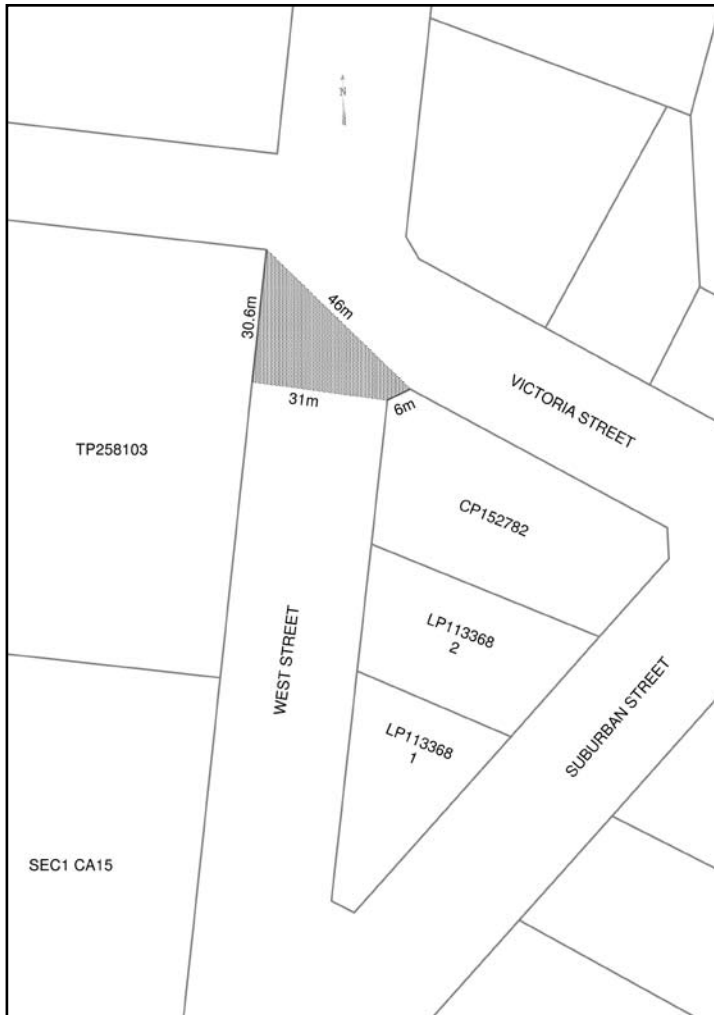 N
30.6m
46m
31m
6m
VICTORIA STREET
TP258103
CP152782
LP113368
2
WEST STREET
LP113368
1
SUBURBAN STREET
SEC1 CA15